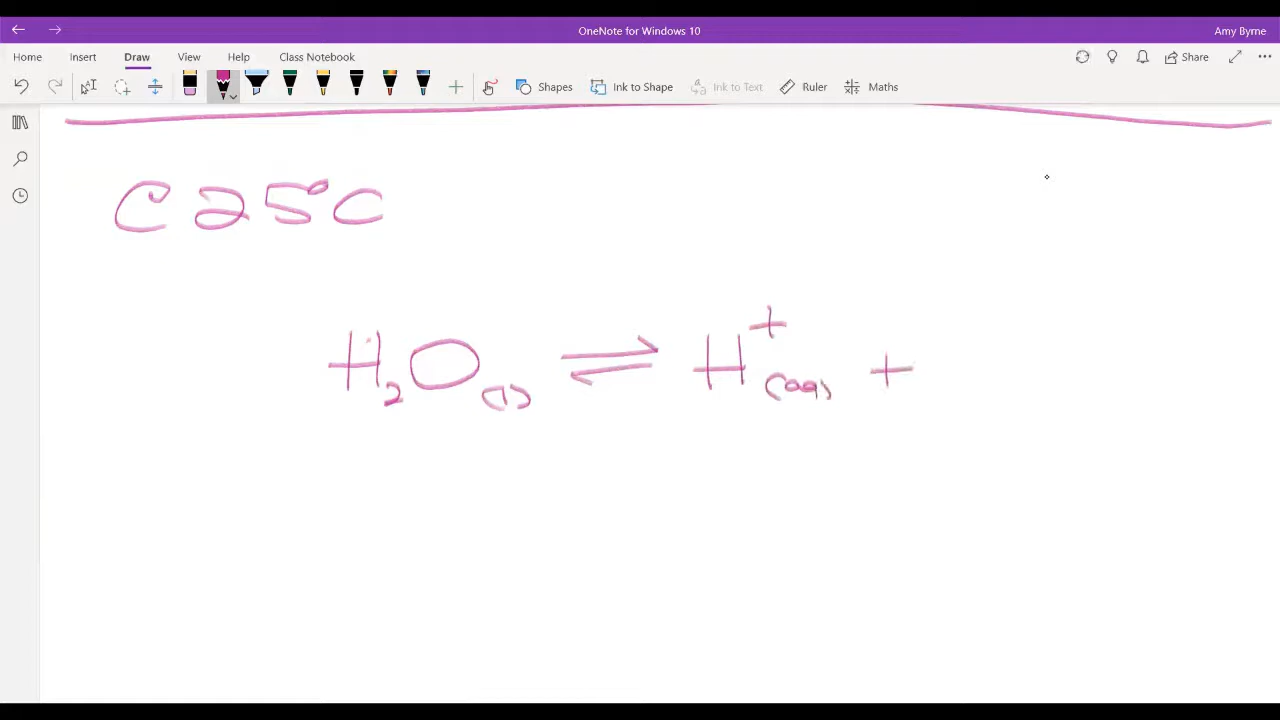 OneNote for Windows 10
Amy Byrne
Home Insert Draw View Help Class Notebook Share
Shapes Ink to Shape Ink to Text Ruler Maths
C 25°C
H₂O(l) ⇌ H⁺(aq) +